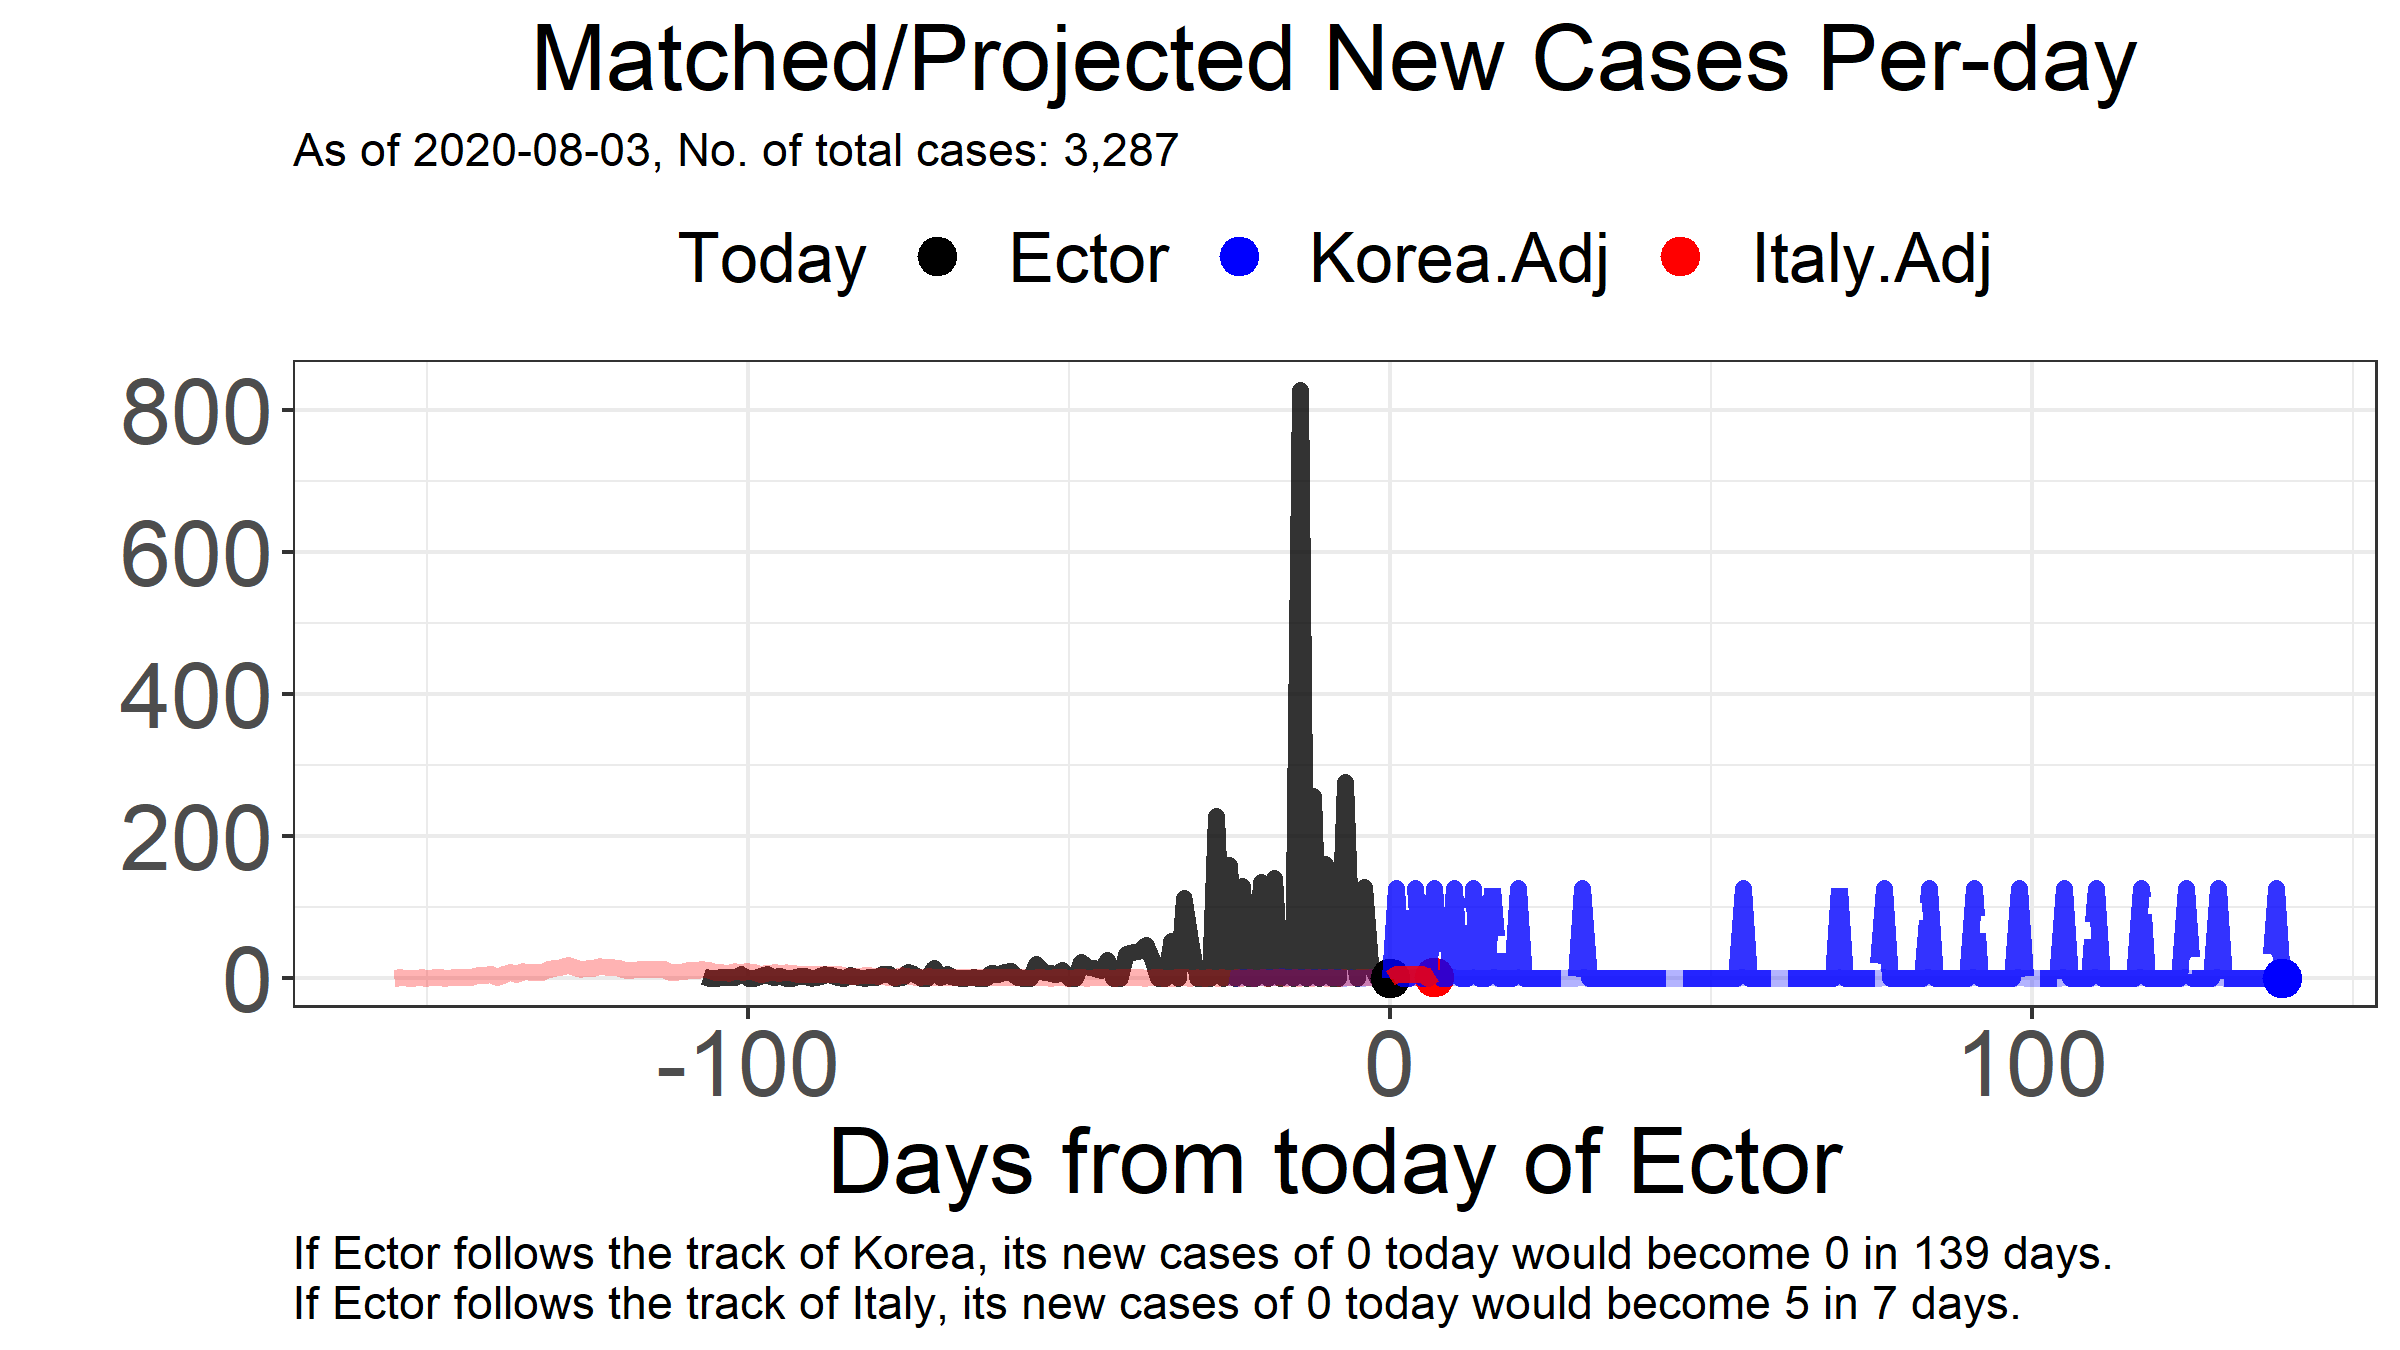 Matched/Projected New Cases Per-day
As of 2020-08-03, No. of total cases: 3,287
Today Ector Korea.Adj Italy.Adj
800
600
400
200
0
-100 0 100
Days from today of Ector
If Ector follows the track of Korea, its new cases of 0 today would become 0 in 139 days.
If Ector follows the track of Italy, its new cases of 0 today would become 5 in 7 days.